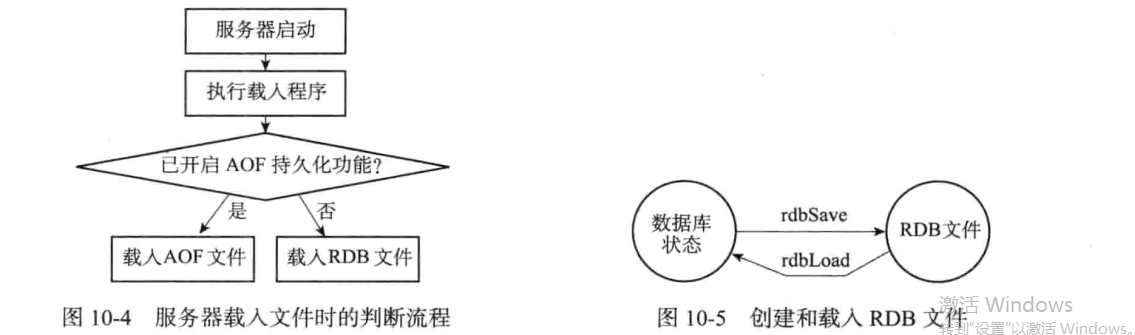 服务器启动
执行载入程序
已开启 AOF 持久化功能?
是
否
载入AOF 文件
载入RDB 文件
图 10-4 服务器载入文件时的判断流程
数据库
状态
rdbSave
RDB文件
rdbLoad
图 10-5 创建和载入 RDB 文件
激活 Windows
转到"设置"以激活 Windows。